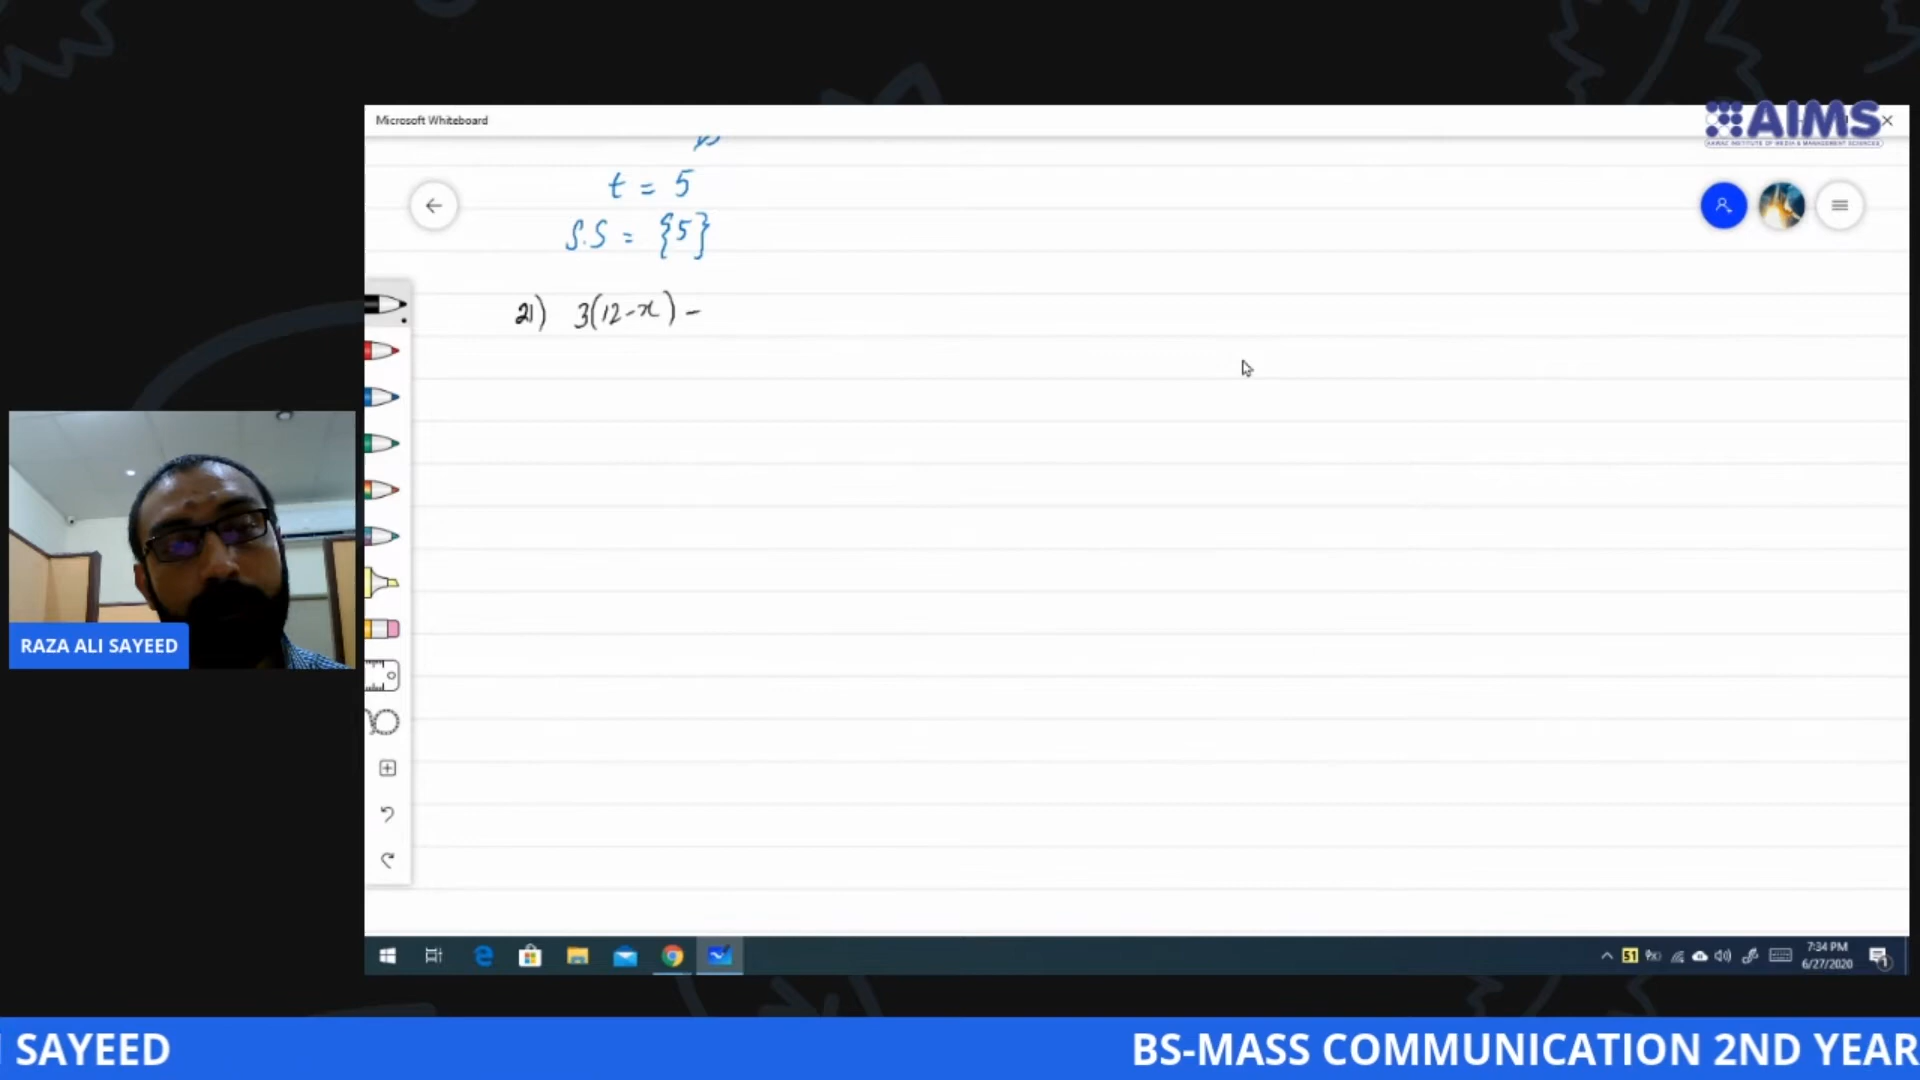 Microsoft Whiteboard
AIMS
t = 5
S.S = {5}
21) 3(12-x) -
RAZA ALI SAYEED
51
7:34 PM
6/27/2020
SAYEED
BS-MASS COMMUNICATION 2ND YEAR